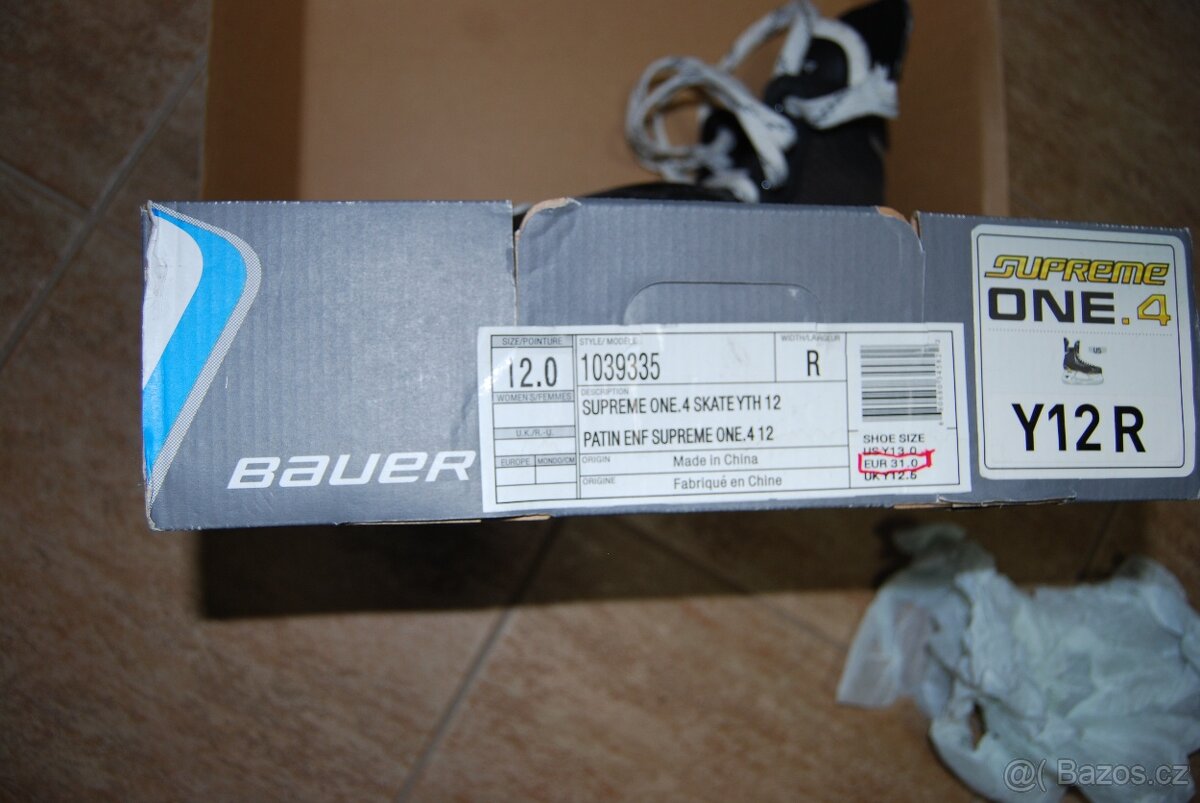 BAUER
SIZE/POINTURE
12.0
WOMEN'S/FEMMES
U.K./R.-U.
EUROPE
MONDO/CM
STYLE/ MODÈLE
1039335
WIDTH/LARGEUR
R
DESCRIPTION
SUPREME ONE.4 SKATE YTH 12
PATIN ENF SUPREME ONE.4 12
ORIGIN
Made in China
ORIGINE
Fabriqué en Chine
SHOE SIZE
US Y13.0
EUR 31.0
UK Y12.5
SUPREME
ONE.4
Y12 R
@( Bazos.cz